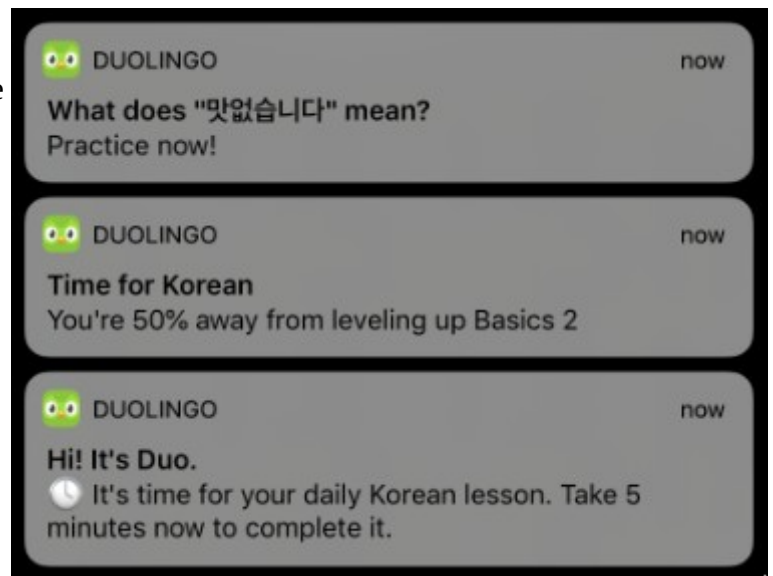 DUOLINGO now
What does "맛없습니다" mean?
Practice now!
DUOLINGO now
Time for Korean
You're 50% away from leveling up Basics 2
DUOLINGO now
Hi! It's Duo.
🕓 It's time for your daily Korean lesson. Take 5
minutes now to complete it.